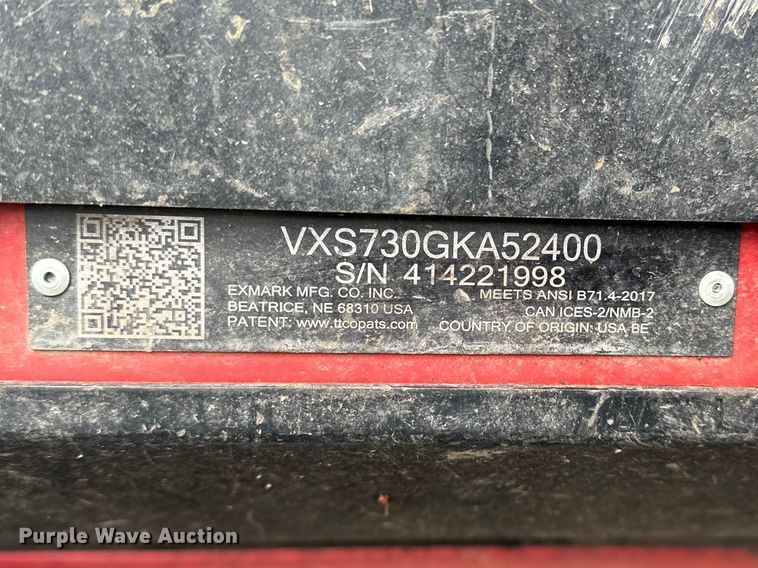 VXS730GKA52400
S/N 414221998
EXMARK MFG. CO. INC.
BEATRICE, NE 68310 USA
PATENT: www.ttcopats.com
MEETS ANSI B71.4-2017
CAN ICES-2/NMB-2
COUNTRY OF ORIGIN: USA BE
Purple Wave Auction